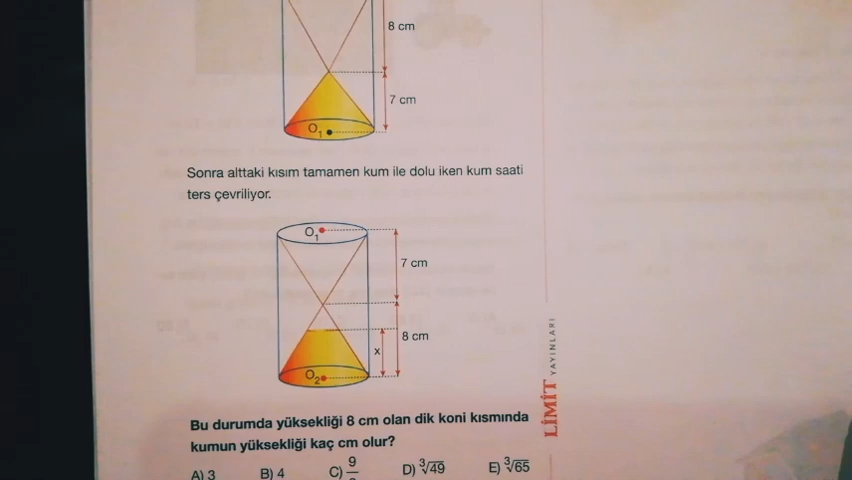 8 cm
7 cm
O1
Sonra alttaki kısım tamamen kum ile dolu iken kum saati
ters çevriliyor.
O1
7 cm
8 cm
x
O2
Bu durumda yüksekliği 8 cm olan dik koni kısmında
kumun yüksekliği kaç cm olur?
A) 3 B) 4 C) 9 D) ∛49 E) ∛65
LİMİT YAYINLARI